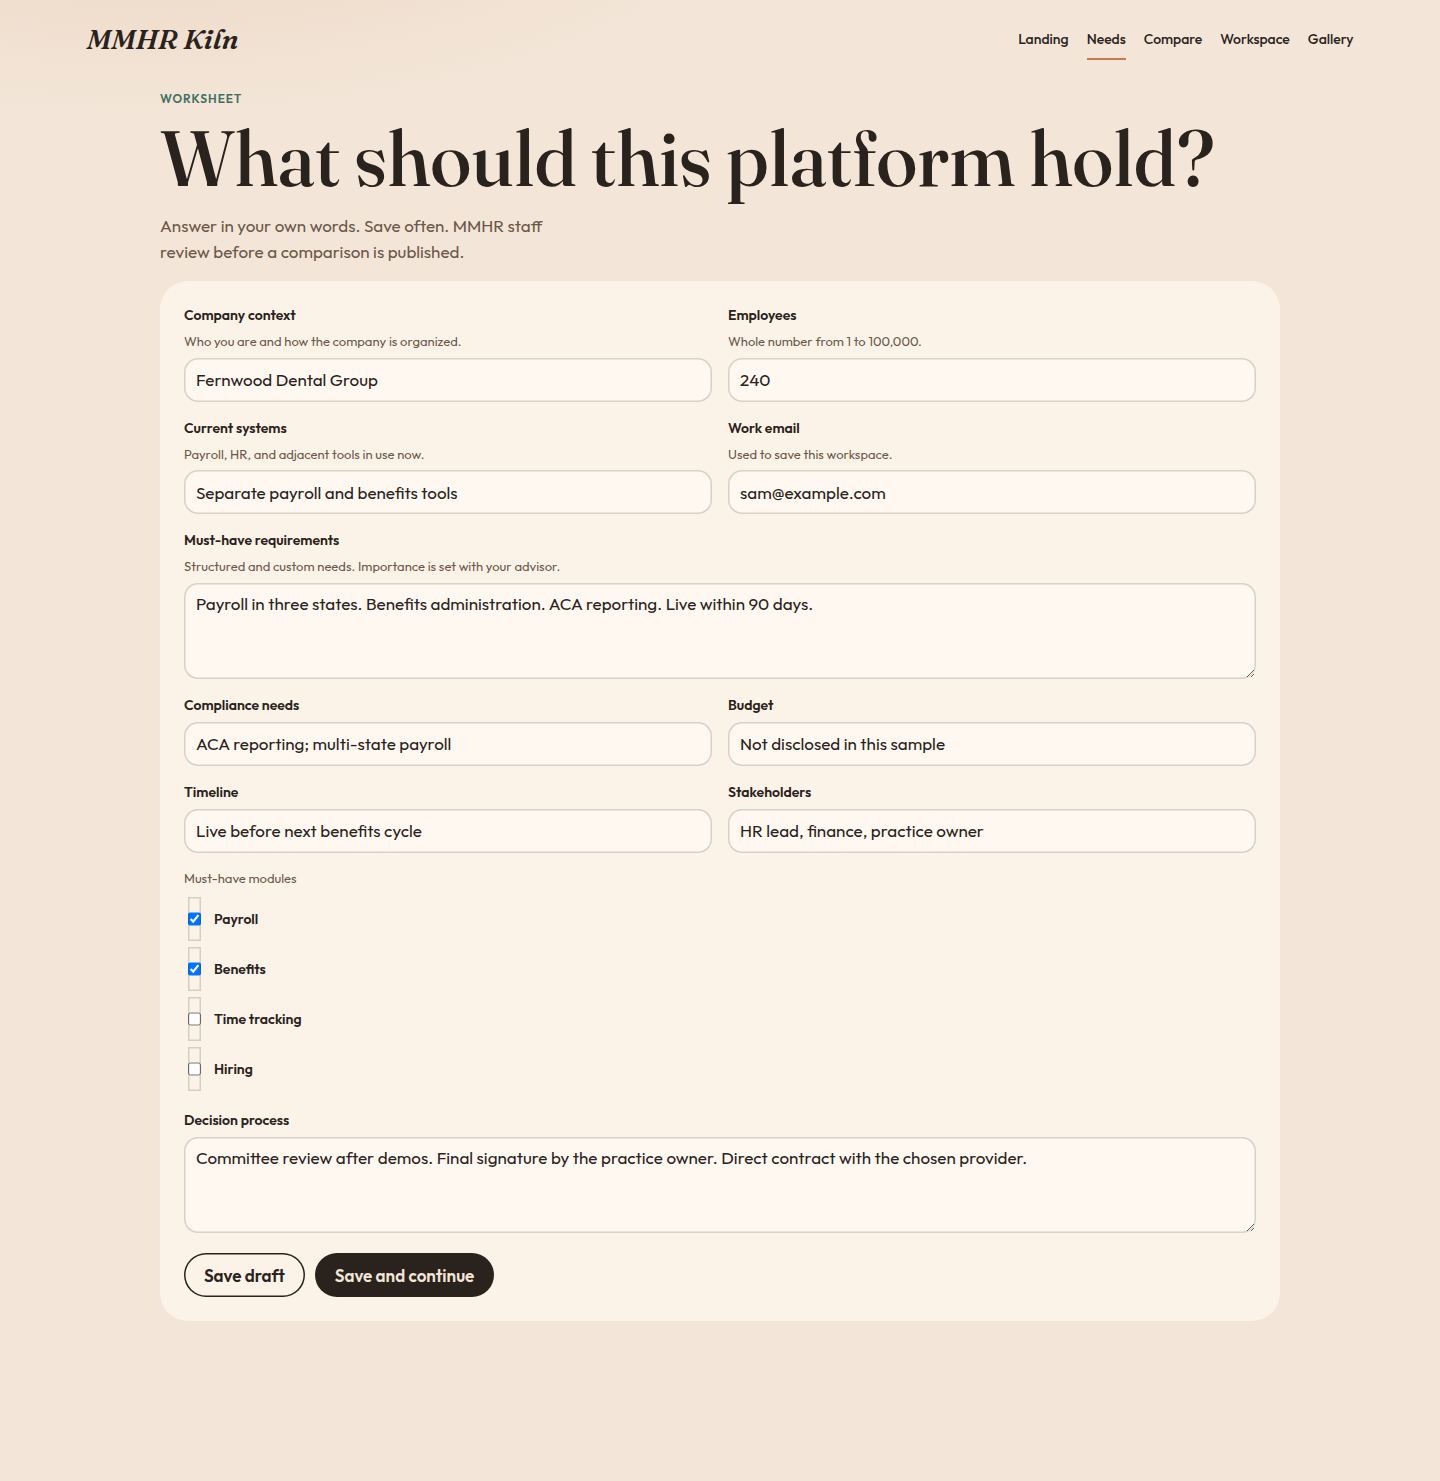 MMHR Kiln
Landing Needs Compare Workspace Gallery
WORKSHEET
What should this platform hold?
Answer in your own words. Save often. MMHR staff
review before a comparison is published.
Company context
Who you are and how the company is organized.
Fernwood Dental Group
Employees
Whole number from 1 to 100,000.
240
Current systems
Payroll, HR, and adjacent tools in use now.
Separate payroll and benefits tools
Work email
Used to save this workspace.
sam@example.com
Must-have requirements
Structured and custom needs. Importance is set with your advisor.
Payroll in three states. Benefits administration. ACA reporting. Live within 90 days.
Compliance needs
ACA reporting; multi-state payroll
Budget
Not disclosed in this sample
Timeline
Live before next benefits cycle
Stakeholders
HR lead, finance, practice owner
Must-have modules
Payroll
Benefits
Time tracking
Hiring
Decision process
Committee review after demos. Final signature by the practice owner. Direct contract with the chosen provider.
Save draft
Save and continue